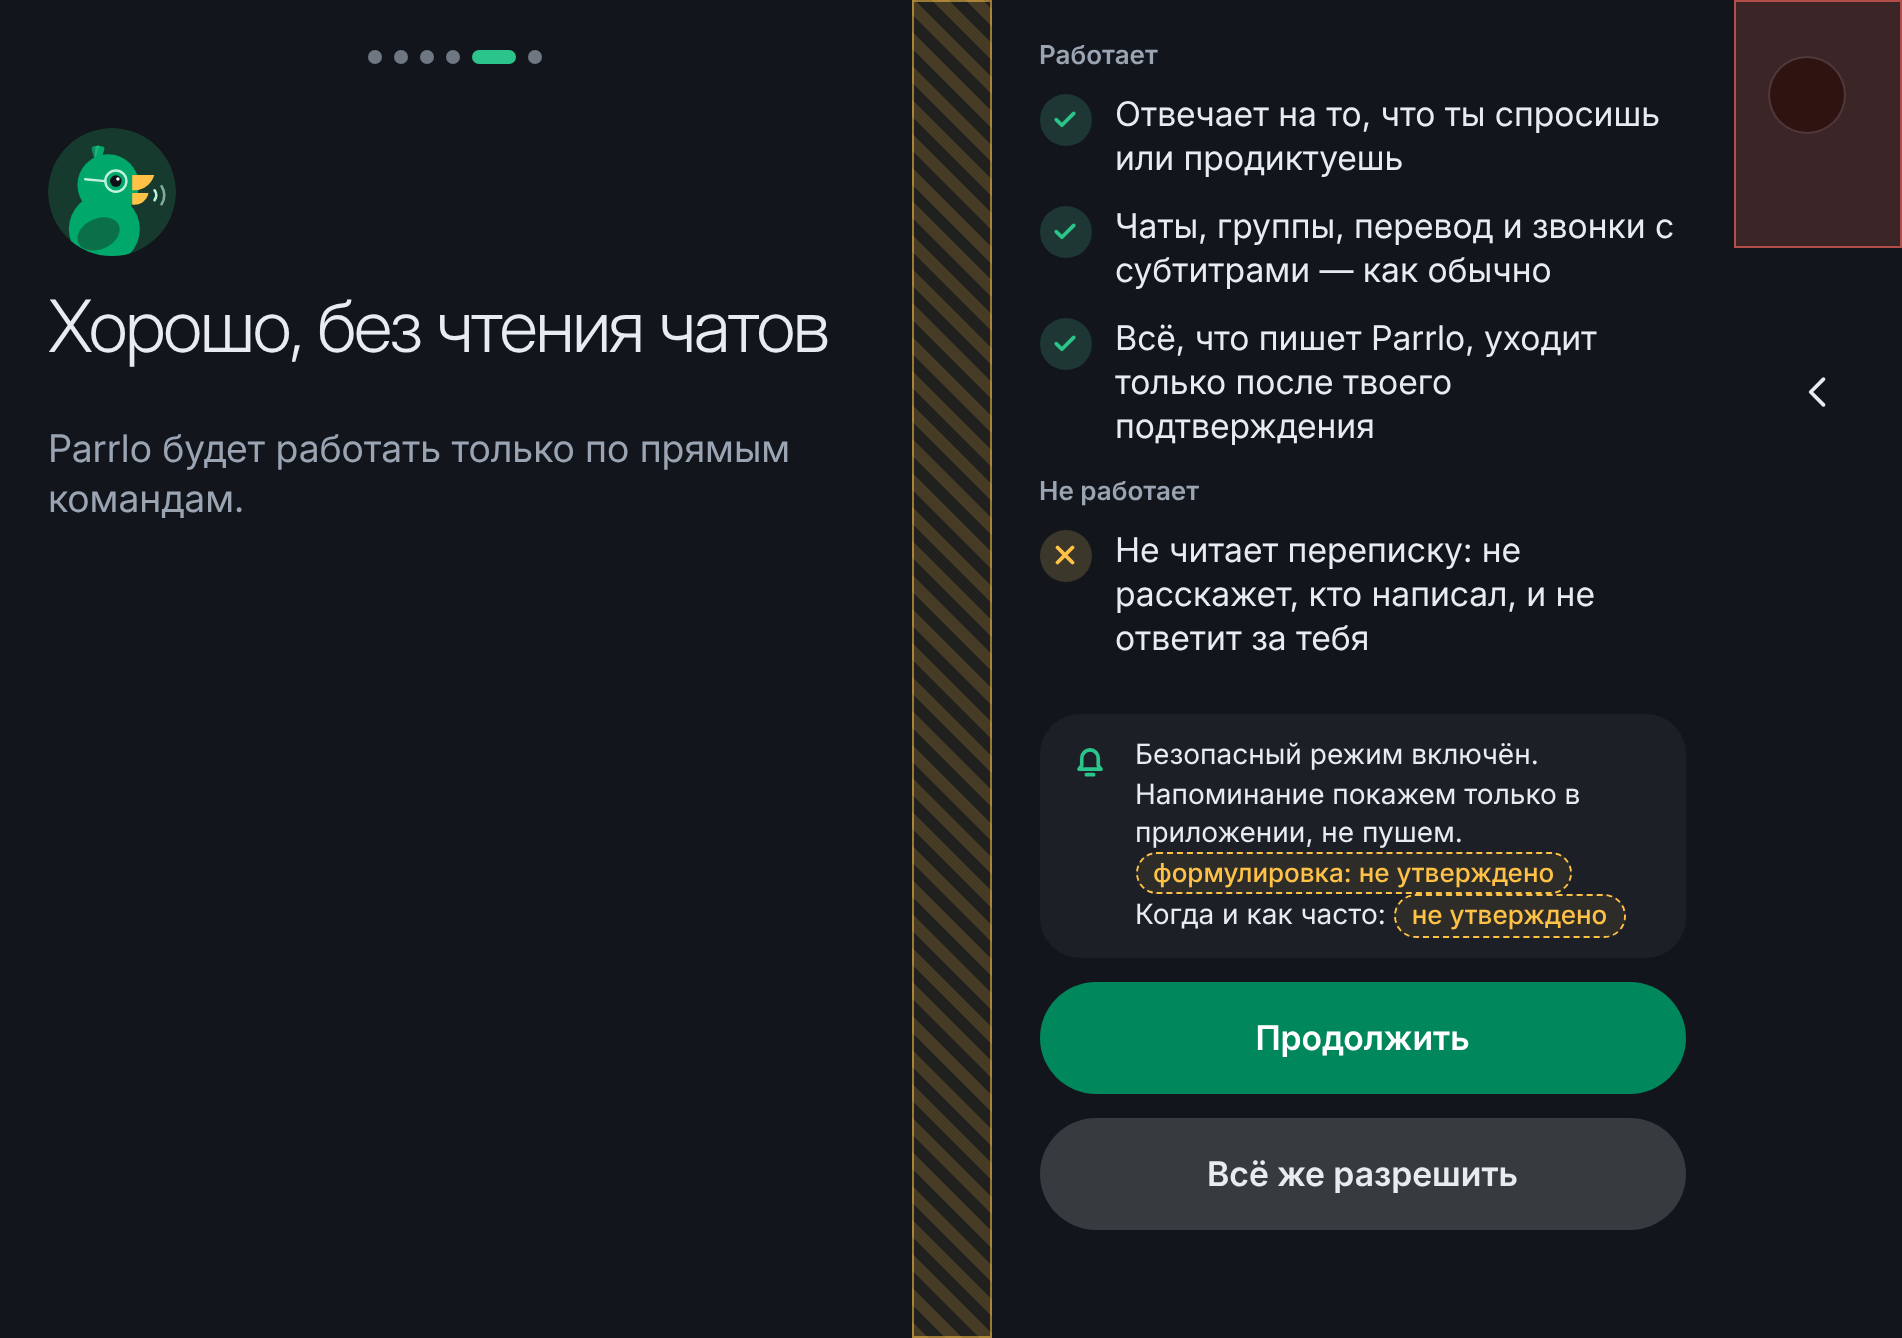 Хорошо, без чтения чатов
Parrlo будет работать только по прямым
командам.
Работает
Отвечает на то, что ты спросишь
или продиктуешь
Чаты, группы, перевод и звонки с
субтитрами — как обычно
Всё, что пишет Parrlo, уходит
только после твоего
подтверждения
Не работает
Не читает переписку: не
расскажет, кто написал, и не
ответит за тебя
Безопасный режим включён.
Напоминание покажем только в
приложении, не пушем.
формулировка: не утверждено
Когда и как часто: не утверждено
Продолжить
Всё же разрешить